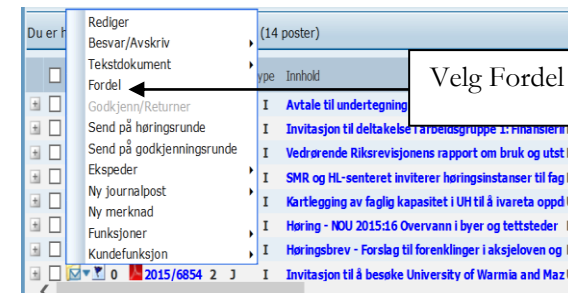 Du er h
(14 poster)
Rediger
Besvar/Avskriv
Tekstdokument
Fordel
Godkjenn/Returner
Send på høringsrunde
Send på godkjenningsrunde
Ekspeder
Ny journalpost
Ny merknad
Funksjoner
Kundefunksjon
Velg Fordel
ype Innhold
I Avtale til undertegning
I Invitasjon til deltakelse i arbeidsgruppe 1: Finansierin
I Vedrørende Riksrevisjonens rapport om bruk og utst
I SMR og HL-senteret inviterer høringsinstanser til fag
I Kartlegging av faglig kapasitet i UH til å ivareta oppd
I Høring - NOU 2015:16 Overvann i byer og tettsteder
I Høringsbrev - Forslag til forenklinger i aksjeloven og
0 2015/6854 2 J I Invitasjon til å besøke University of Warmia and Maz